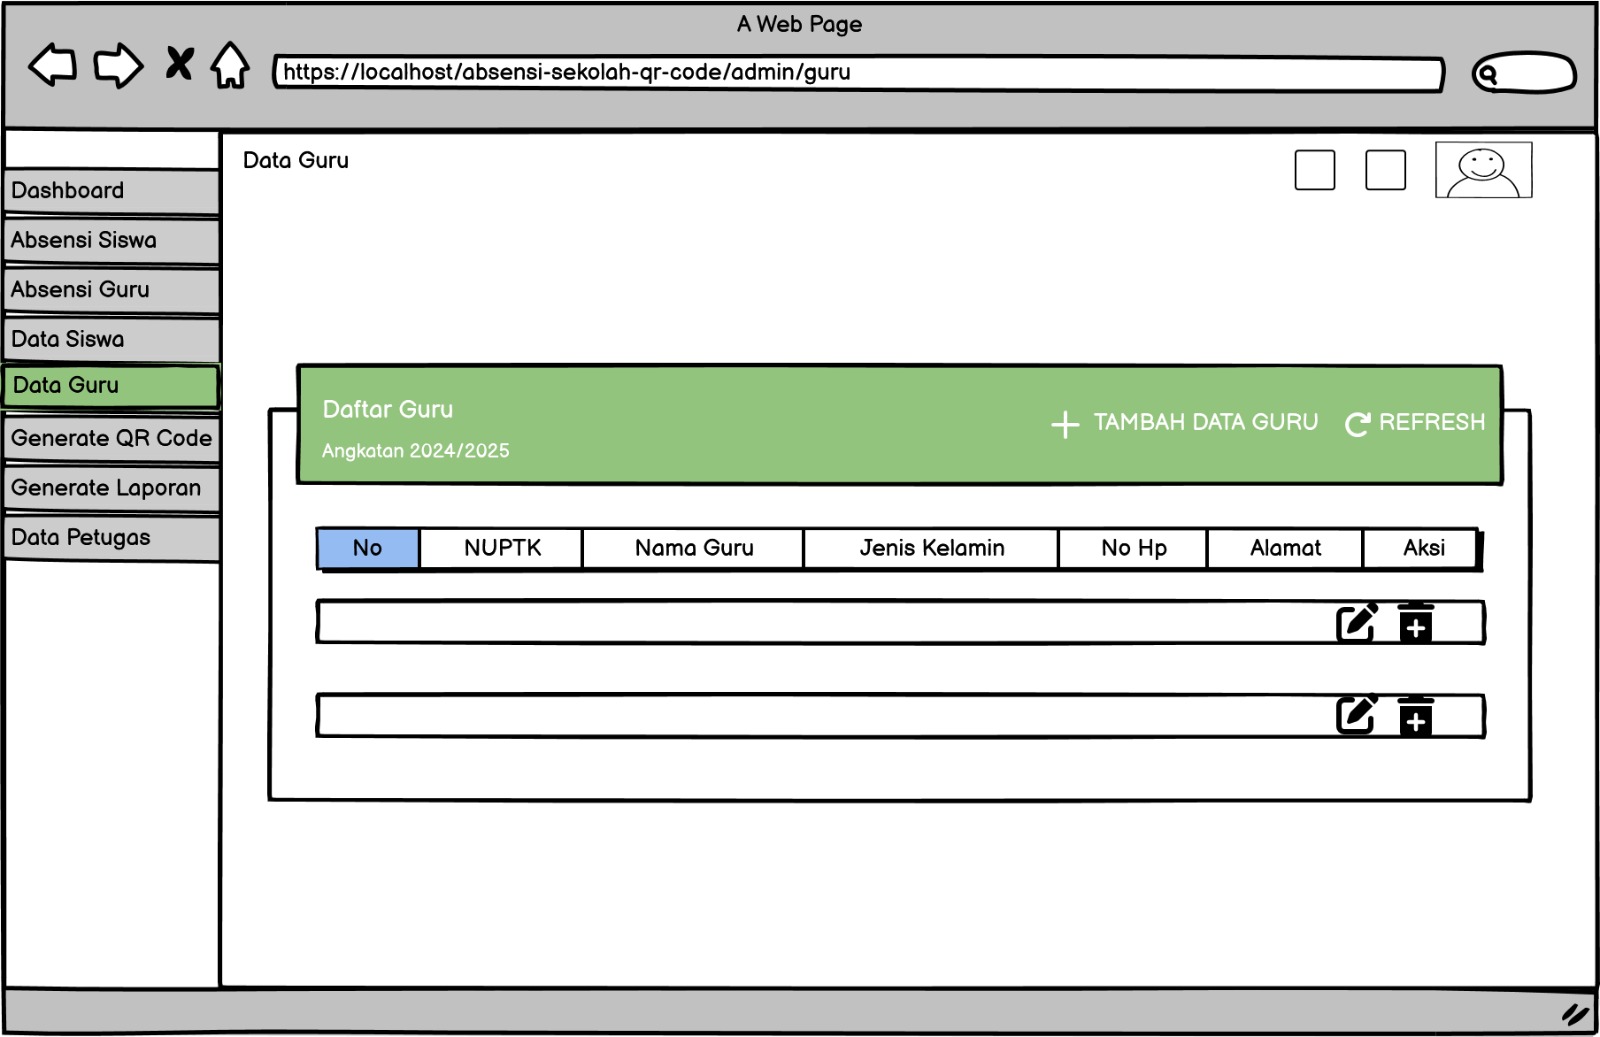 A Web Page
https://localhost/absensi-sekolah-qr-code/admin/guru
Data Guru
Dashboard
Absensi Siswa
Absensi Guru
Data Siswa
Data Guru
Generate QR Code
Generate Laporan
Data Petugas
Daftar Guru
Angkatan 2024/2025
TAMBAH DATA GURU REFRESH
No NUPTK Nama Guru Jenis Kelamin No Hp Alamat Aksi